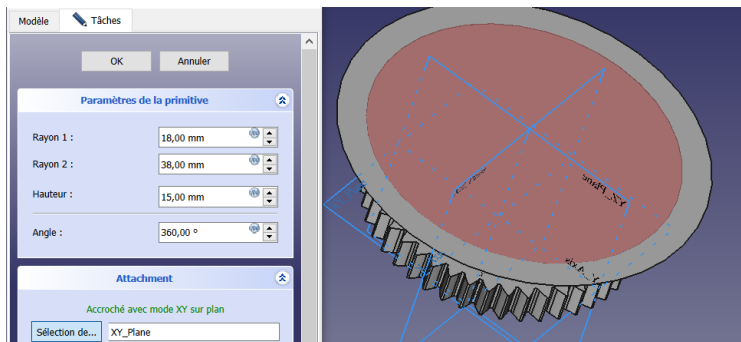 Modèle Tâches
OK Annuler
Paramètres de la primitive
Rayon 1 : 18,00 mm
Rayon 2 : 38,00 mm
Hauteur : 15,00 mm
Angle : 360,00 °
Attachment
Accroché avec mode XY sur plan
Sélection de... XY_Plane